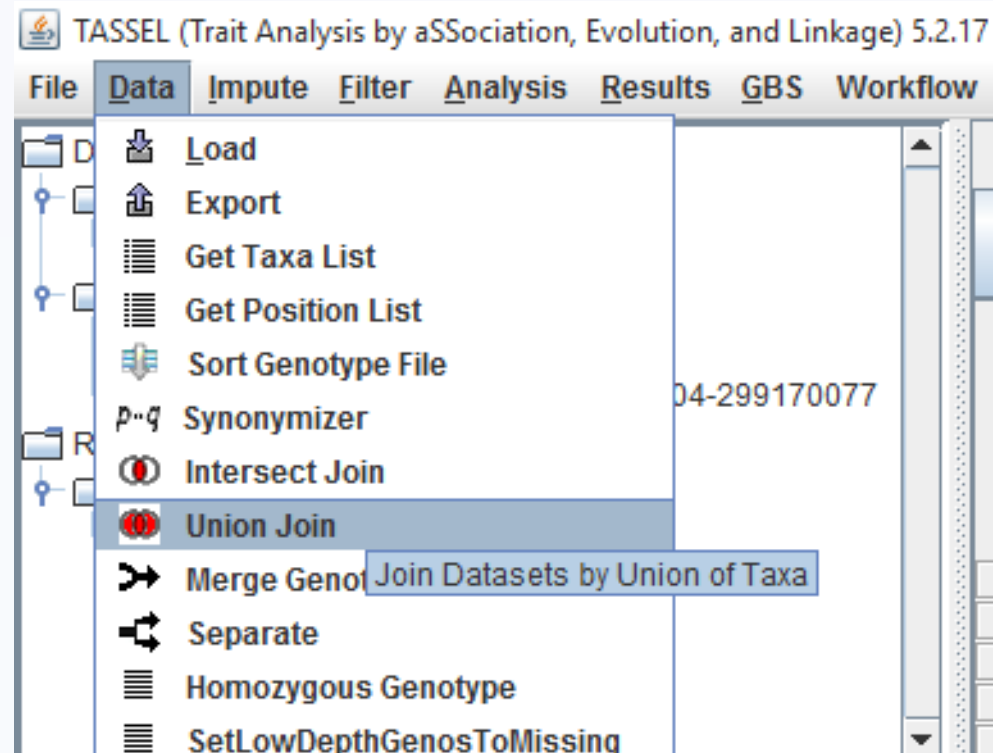 TASSEL (Trait Analysis by aSSociation, Evolution, and Linkage) 5.2.17
File Data Impute Filter Analysis Results GBS Workflow
D
Load
Export
Get Taxa List
Get Position List
Sort Genotype File
04-299170077
p--q Synonymizer
R
Intersect Join
Union Join
Join Datasets by Union of Taxa
Merge Genot
Separate
Homozygous Genotype
SetLowDepthGenosToMissing